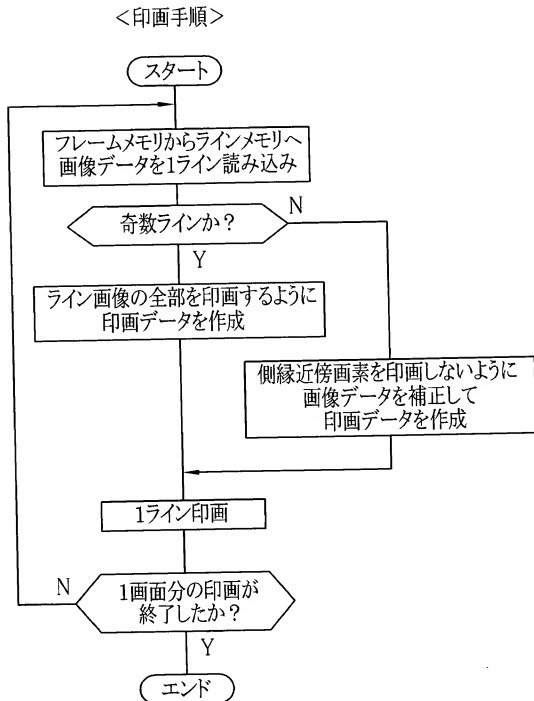 ＜印画手順＞
スタート
フレームメモリからラインメモリへ
画像データを1ライン読み込み
奇数ラインか？
N
Y
ライン画像の全部を印画するように
印画データを作成
側縁近傍画素を印画しないように
画像データを補正して
印画データを作成
1ライン印画
1画面分の印画が
終了したか？
N
Y
エンド